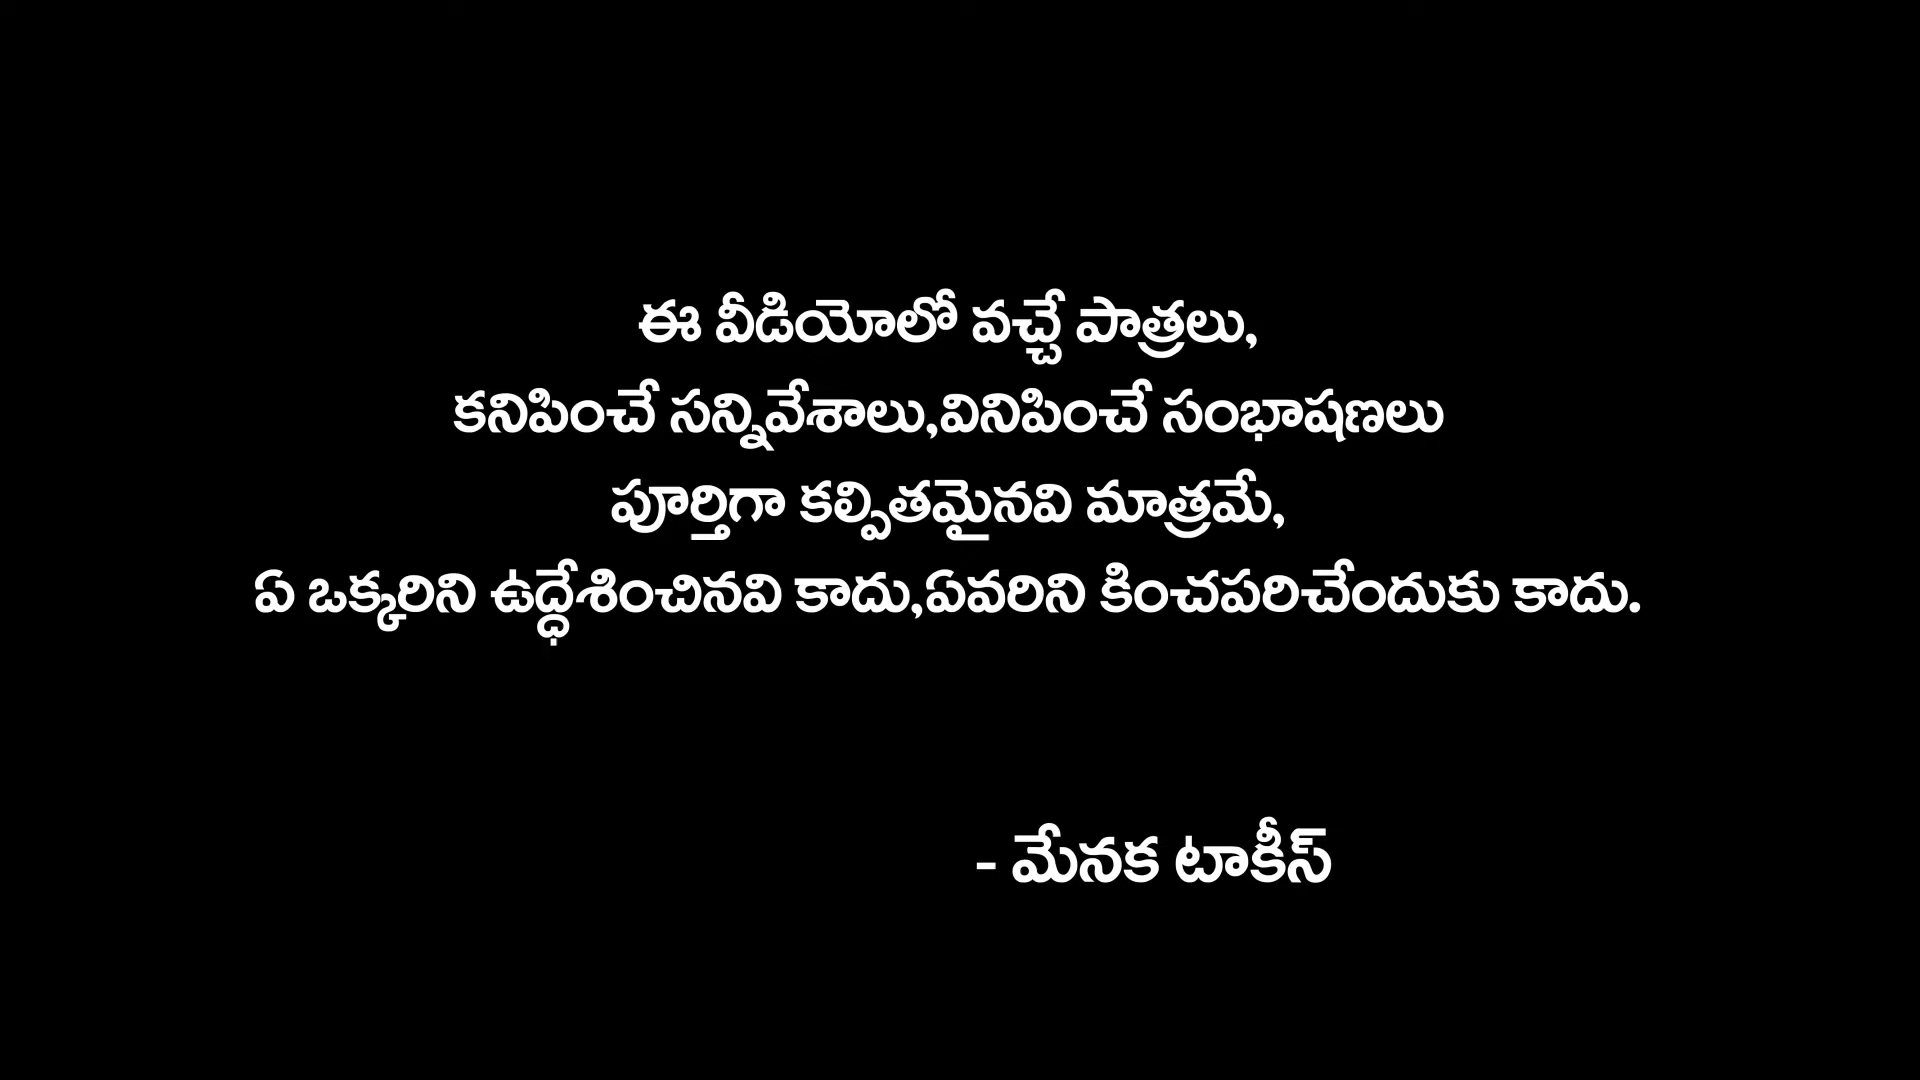 ఈ వీడియోలో వచ్చే పాత్రలు,
కనిపించే సన్నివేశాలు,వినిపించే సంభాషణలు
పూర్తిగా కల్పితమైనవి మాత్రమే,
ఏ ఒక్కరిని ఉద్ధేశించినవి కాదు,ఏవరిని కించపరిచేందుకు కాదు.
- మేనక టాకీస్